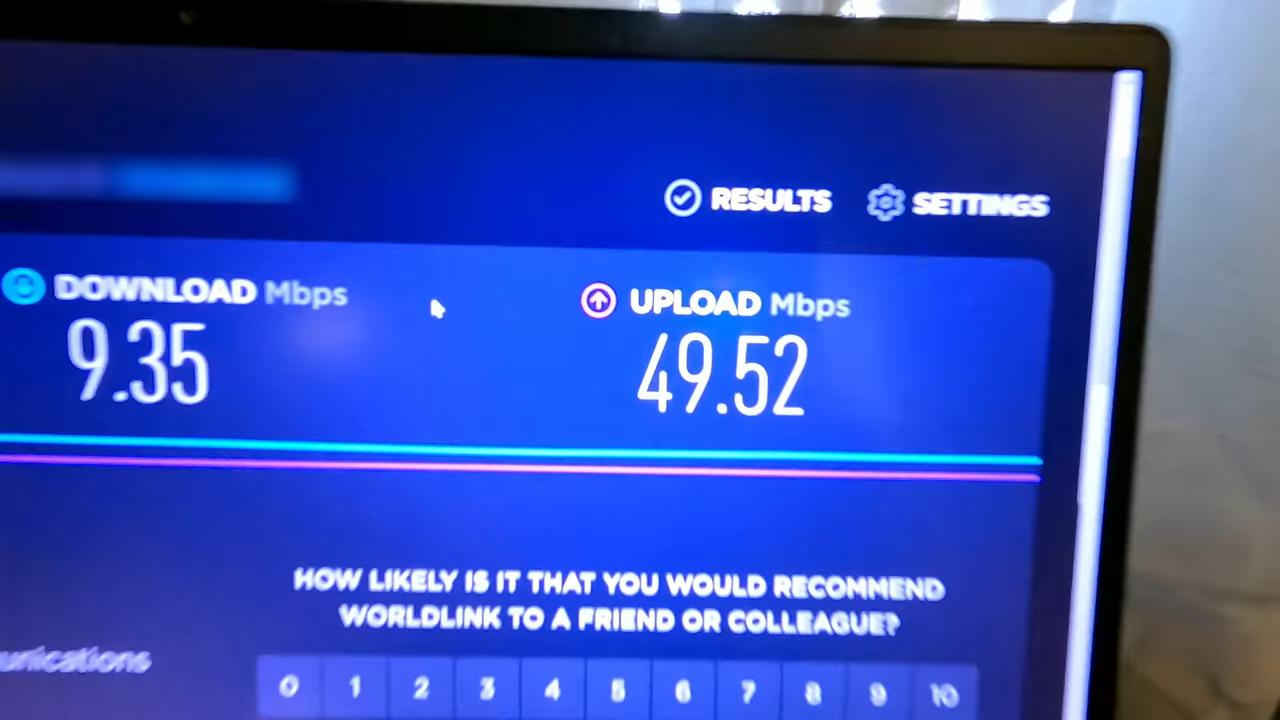 RESULTS SETTINGS
DOWNLOAD Mbps UPLOAD Mbps
9.35 49.52
HOW LIKELY IS IT THAT YOU WOULD RECOMMEND
WORLDLINK TO A FRIEND OR COLLEAGUE?
unications
0 1 2 3 4 5 6 7 8 9 10